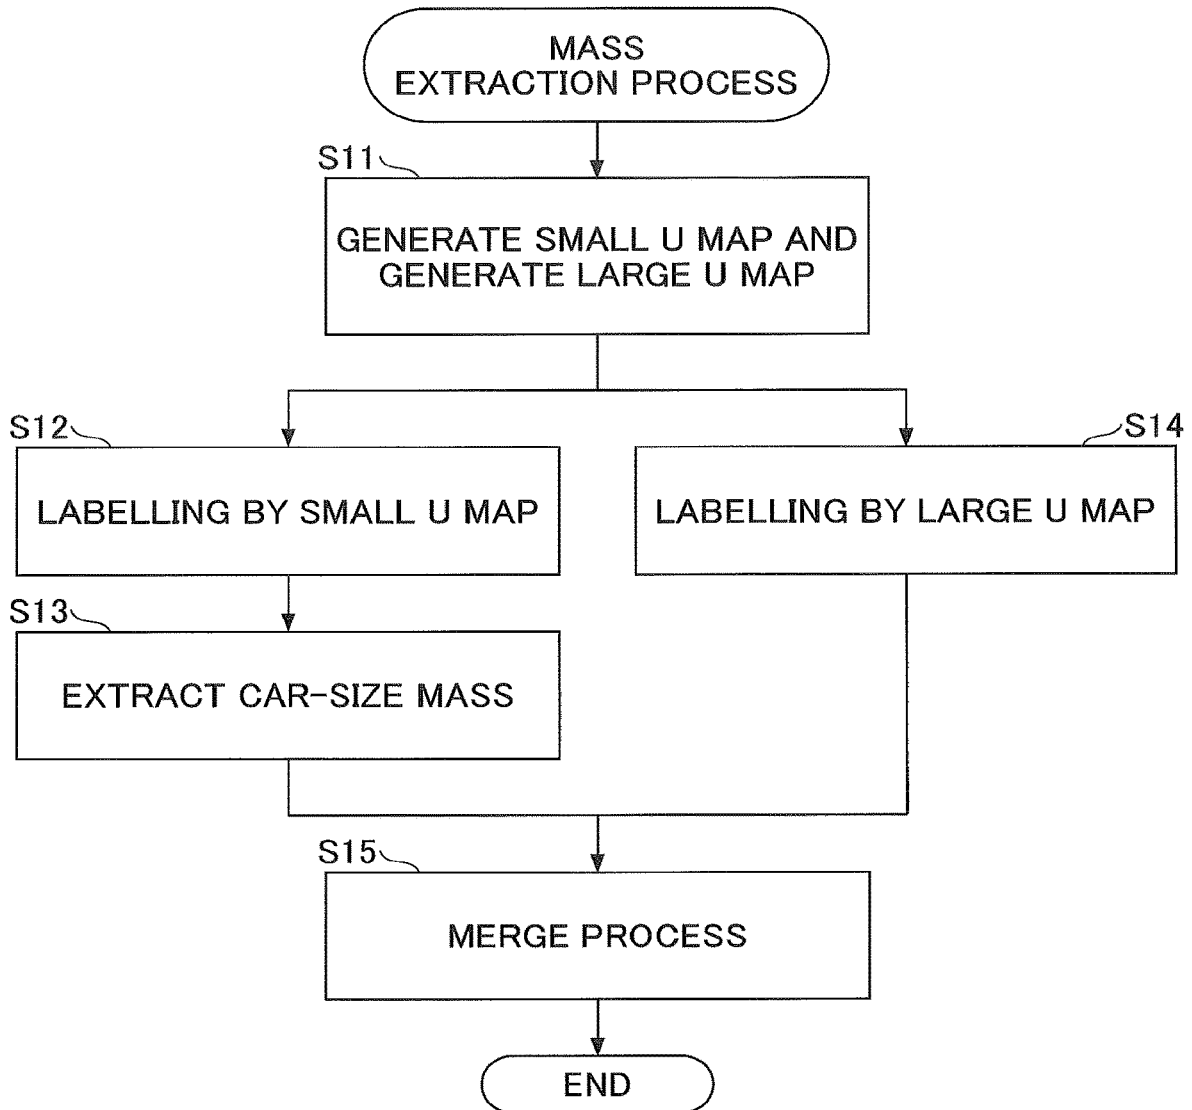 MASS
EXTRACTION PROCESS
S11
GENERATE SMALL U MAP AND
GENERATE LARGE U MAP
S12
LABELLING BY SMALL U MAP
S14
LABELLING BY LARGE U MAP
S13
EXTRACT CAR-SIZE MASS
S15
MERGE PROCESS
END